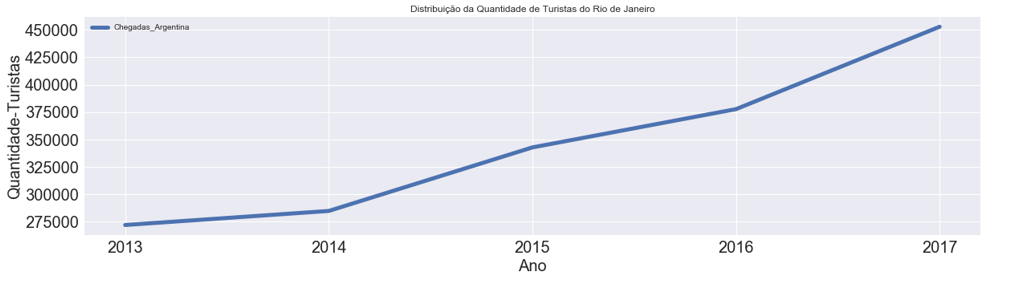 Distribuição da Quantidade de Turistas do Rio de Janeiro
Chegadas_Argentina
450000
425000
400000
375000
350000
325000
300000
275000
Quantidade-Turistas
2013 2014 2015 2016 2017
Ano